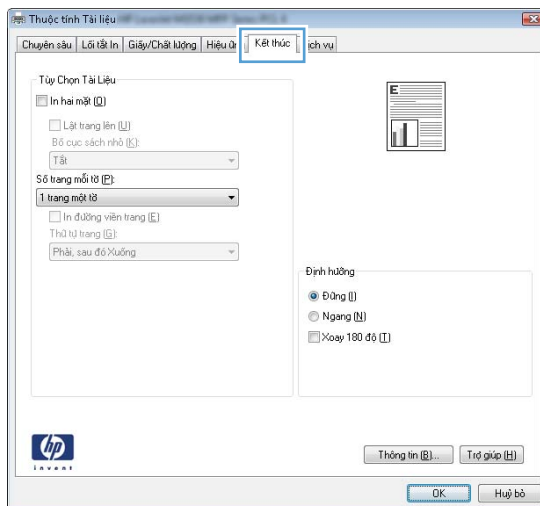 Thuộc tính Tài liệu
Chuyên sâu Lối tắt In Giấy/Chất lượng Hiệu ứ Kết thúc ịch vụ
Tùy Chọn Tài Liệu
In hai mặt (O)
Lật trang lên (U)
Bố cục sách nhỏ (K):
Tắt
Số trang mỗi tờ (P):
1 trang một tờ
In đường viền trang (E)
Thứ tự trang (G):
Phải, sau đó Xuống
E
Định hướng
Đứng (I)
Ngang (N)
Xoay 180 độ (T)
hp
invent
Thông tin (B)... Trợ giúp (H)
OK Huỷ bỏ